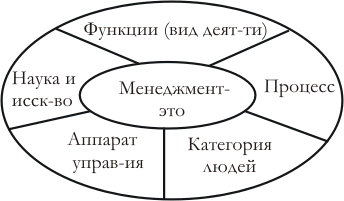 Функции (вид деят-ти)
Наука и
исск-во
Менеджмент-
это
Процесс
Аппарат
управ-ия
Категория
людей